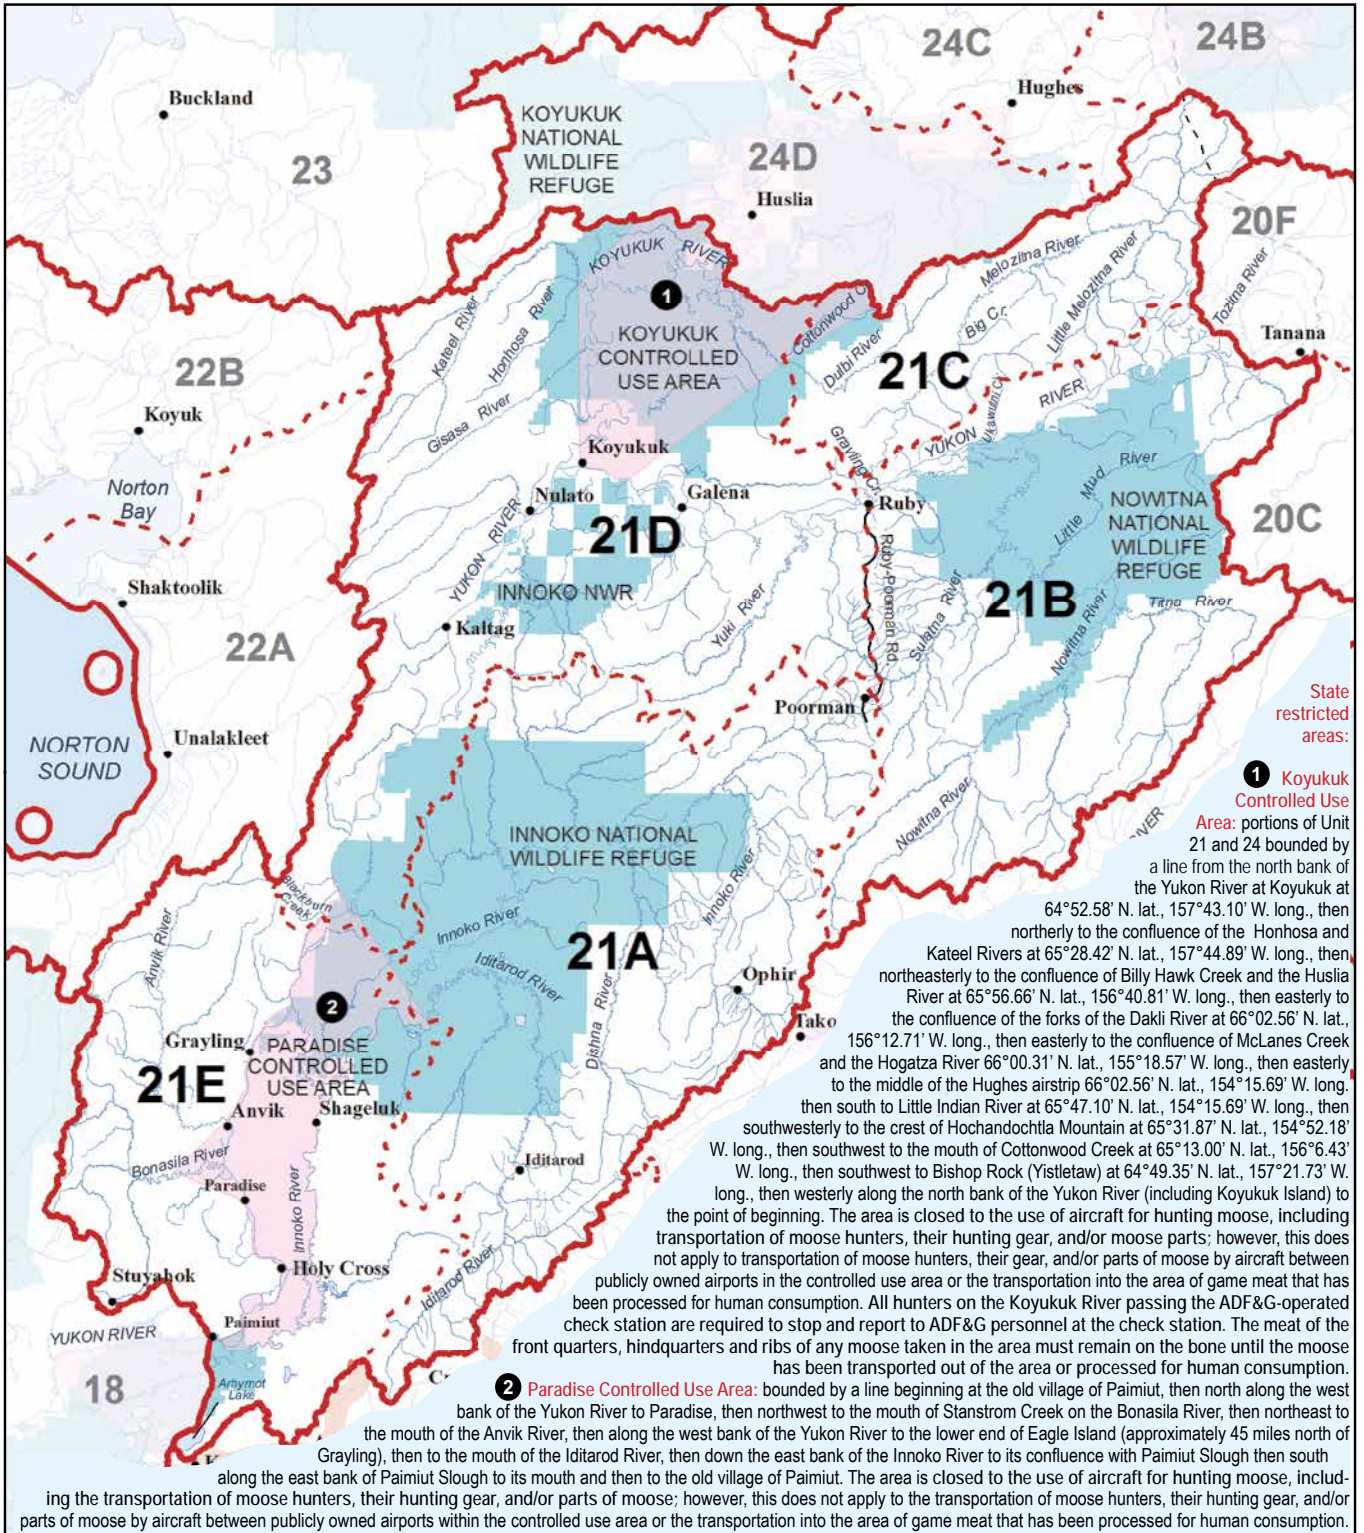 24C
24B
Buckland
Hughes
KOYUKUK
NATIONAL
WILDLIFE
REFUGE
23
24D
Huslia
20F
KOYUKUK RIVER
Melozitna River
Little Melozitna River
Tozitna River
1
Kateel River
Honhosa River
Cottonwood C
Big Cr.
KOYUKUK
CONTROLLED
USE AREA
Dulbi River
Tanana
22B
21C
Koyuk
Gisasa River
RIVER
YUKON
Ukawutni Cr.
Grayling Cr.
Koyukuk
Norton
Bay
Little Mud River
Nulato
Galena
Ruby
NOWITNA
NATIONAL
WILDLIFE
REFUGE
20C
21D
YUKON RIVER
Ruby-Poorman Rd.
Shaktoolik
INNOKO NWR
21B
Titna River
Kaltag
Yuki River
Sulatna River
Nowitna River
22A
Poorman
State
restricted
areas:
Unalakleet
NORTON
SOUND
1 Koyukuk
Controlled Use
Area: portions of Unit
21 and 24 bounded by
a line from the north bank of
the Yukon River at Koyukuk at
64°52.58' N. lat., 157°43.10' W. long., then
northerly to the confluence of the Honhosa and
Kateel Rivers at 65°28.42' N. lat., 157°44.89' W. long., then
northeasterly to the confluence of Billy Hawk Creek and the Huslia
River at 65°56.66' N. lat., 156°40.81' W. long., then easterly to
the confluence of the forks of the Dakli River at 66°02.56' N. lat.,
156°12.71' W. long., then easterly to the confluence of McLanes Creek
and the Hogatza River 66°00.31' N. lat., 155°18.57' W. long., then easterly
to the middle of the Hughes airstrip 66°02.56' N. lat., 154°15.69' W. long.
then south to Little Indian River at 65°47.10' N. lat., 154°15.69' W. long., then
southwesterly to the crest of Hochandochtla Mountain at 65°31.87' N. lat., 154°52.18'
W. long., then southwest to the mouth of Cottonwood Creek at 65°13.00' N. lat., 156°6.43'
W. long., then southwest to Bishop Rock (Yistletaw) at 64°49.35' N. lat., 157°21.73' W.
long., then westerly along the north bank of the Yukon River (including Koyukuk Island) to
the point of beginning. The area is closed to the use of aircraft for hunting moose, including
transportation of moose hunters, their hunting gear, and/or moose parts; however, this does
not apply to transportation of moose hunters, their gear, and/or parts of moose by aircraft between
publicly owned airports in the controlled use area or the transportation into the area of game meat that has
been processed for human consumption. All hunters on the Koyukuk River passing the ADF&G-operated
check station are required to stop and report to ADF&G personnel at the check station. The meat of the
front quarters, hindquarters and ribs of any moose taken in the area must remain on the bone until the moose
has been transported out of the area or processed for human consumption.
INNOKO NATIONAL
WILDLIFE REFUGE
Nowitna River
IVER
Blackburn
Creek
Innoko River
Anvik River
Innoko River
21A
Iditarod River
Ophir
2
Dishna River
Tako
Grayling
PARADISE
CONTROLLED
USE AREA
21E
Anvik
Shageluk
Bonasila River
Iditarod
Paradise
Innoko River
Holy Cross
Stuyahok
Iditarod River
Paimiut
YUKON RIVER
18
Arhymot
Lake
C
K
2 Paradise Controlled Use Area: bounded by a line beginning at the old village of Paimiut, then north along the west
bank of the Yukon River to Paradise, then northwest to the mouth of Stanstrom Creek on the Bonasila River, then northeast to
the mouth of the Anvik River, then along the west bank of the Yukon River to the lower end of Eagle Island (approximately 45 miles north of
Grayling), then to the mouth of the Iditarod River, then down the east bank of the Innoko River to its confluence with Paimiut Slough then south
along the east bank of Paimiut Slough to its mouth and then to the old village of Paimiut. The area is closed to the use of aircraft for hunting moose, includ-
ing the transportation of moose hunters, their hunting gear, and/or parts of moose; however, this does not apply to the transportation of moose hunters, their hunting gear, and/or
parts of moose by aircraft between publicly owned airports within the controlled use area or the transportation into the area of game meat that has been processed for human consumption.